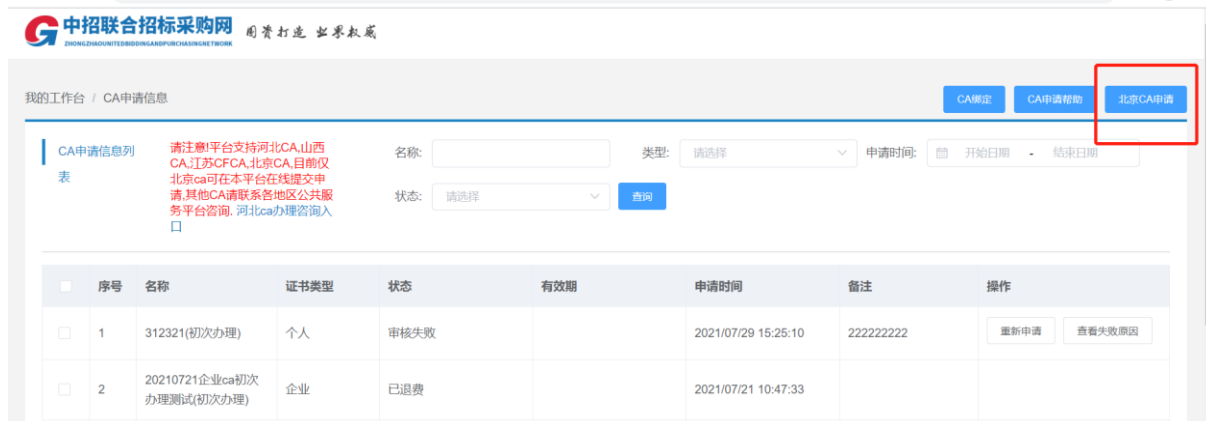 中招联合招标采购网
ZHONGZHAOUNITEDBIDDINGANDPURCHASINGNETWORK
我的工作台 / CA申请信息
CA绑定 CA申请帮助 北京CA申请
CA申请信息列
表
请注意!平台支持河北CA,山西
CA,江苏CFCA,北京CA,目前仅
北京ca可在本平台在线提交申
请,其他CA请联系各地区公共服
务平台咨询. 河北ca办理咨询入
口
名称: 类型: 请选择 申请时间: 开始日期 - 结束日期
状态: 请选择 查询
序号 名称 证书类型 状态 有效期 申请时间 备注 操作
1 312321(初次办理) 个人 审核失败 2021/07/29 15:25:10 222222222 重新申请 查看失败原因
20210721企业ca初次
2 办理测试(初次办理) 企业 已退费 2021/07/21 10:47:33